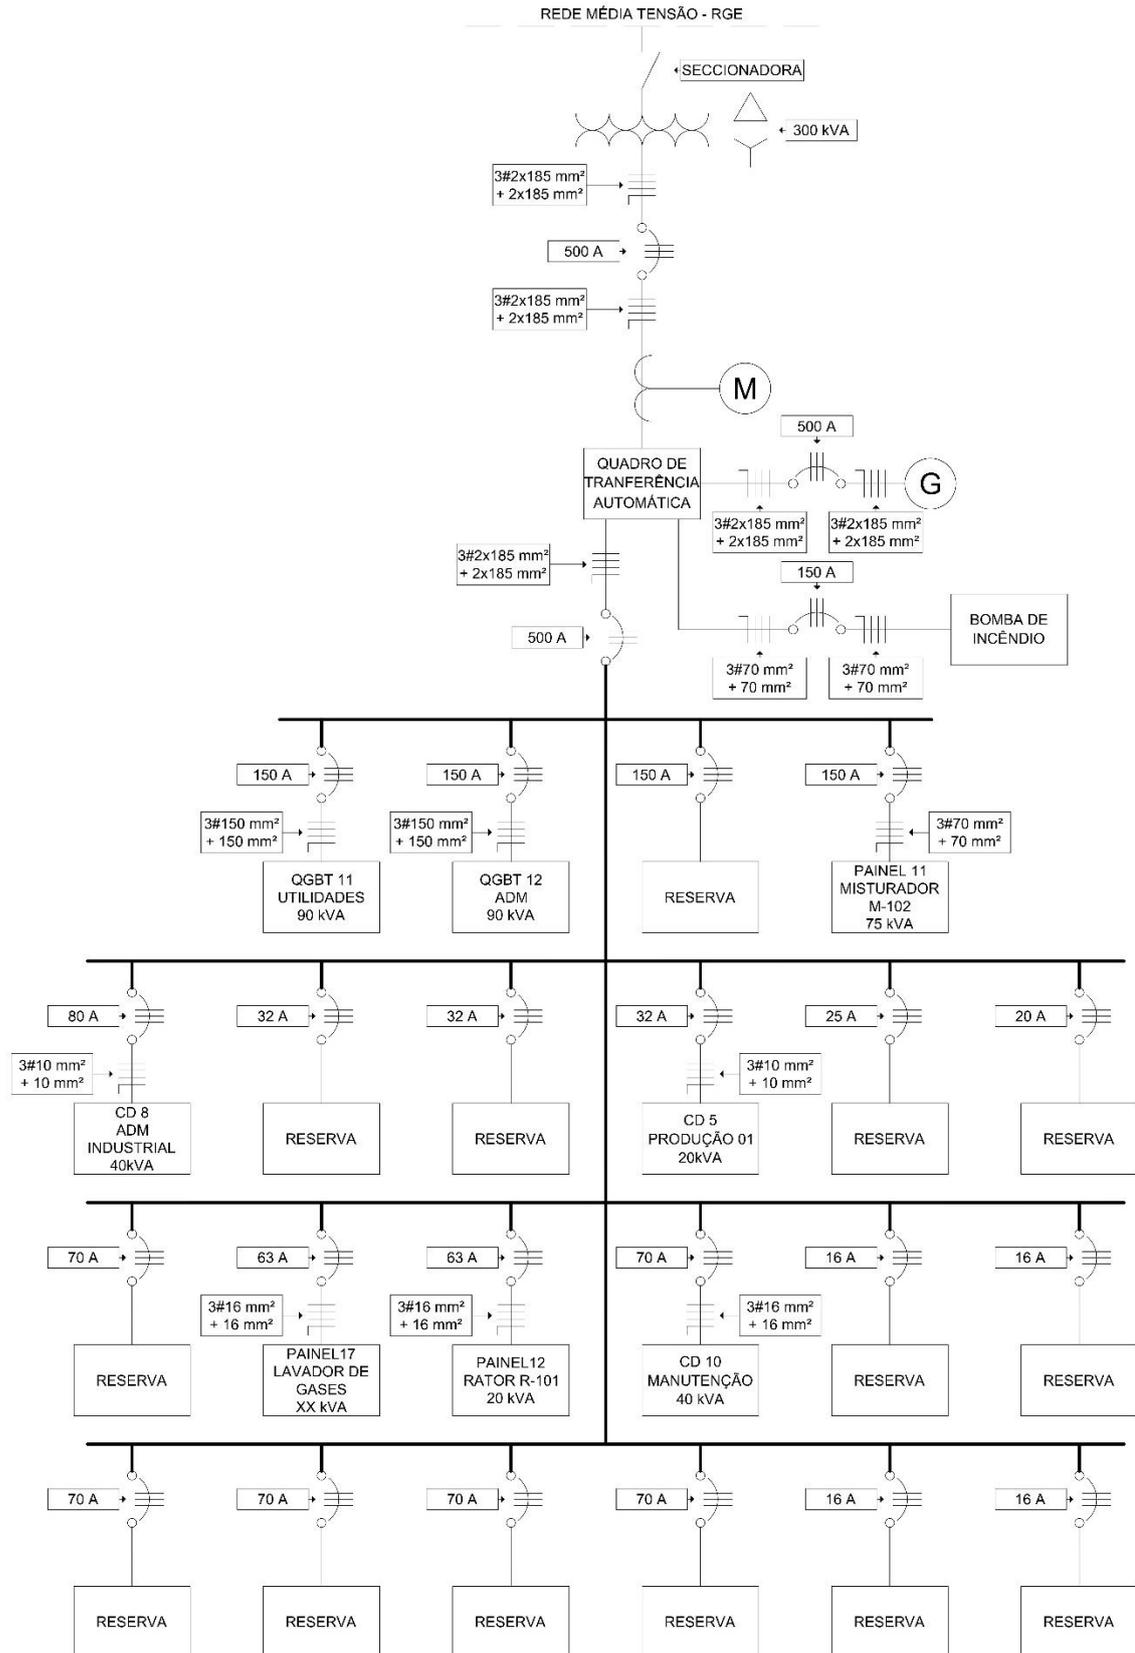 REDE MÉDIA TENSÃO - RGE
SECCIONADORA
300 kVA
3#2x185 mm²
+ 2x185 mm²
500 A
3#2x185 mm²
+ 2x185 mm²
M
500 A
QUADRO DE
TRANFERÊNCIA
AUTOMÁTICA
G
3#2x185 mm²
+ 2x185 mm²
3#2x185 mm²
+ 2x185 mm²
3#2x185 mm²
+ 2x185 mm²
150 A
BOMBA DE
INCÊNDIO
500 A
3#70 mm²
+ 70 mm²
3#70 mm²
+ 70 mm²
150 A
150 A
150 A
150 A
3#150 mm²
+ 150 mm²
3#150 mm²
+ 150 mm²
3#70 mm²
+ 70 mm²
QGBT 11
UTILIDADES
90 kVA
QGBT 12
ADM
90 kVA
RESERVA
PAINEL 11
MISTURADOR
M-102
75 kVA
80 A
32 A
32 A
32 A
25 A
20 A
3#10 mm²
+ 10 mm²
3#10 mm²
+ 10 mm²
CD 8
ADM
INDUSTRIAL
40kVA
RESERVA
RESERVA
CD 5
PRODUÇÃO 01
20kVA
RESERVA
RESERVA
70 A
63 A
63 A
70 A
16 A
16 A
3#16 mm²
+ 16 mm²
3#16 mm²
+ 16 mm²
3#16 mm²
+ 16 mm²
RESERVA
PAINEL17
LAVADOR DE
GASES
XX kVA
PAINEL12
RATOR R-101
20 kVA
CD 10
MANUTENÇÃO
40 kVA
RESERVA
RESERVA
70 A
70 A
70 A
70 A
16 A
16 A
RESERVA
RESERVA
RESERVA
RESERVA
RESERVA
RESERVA